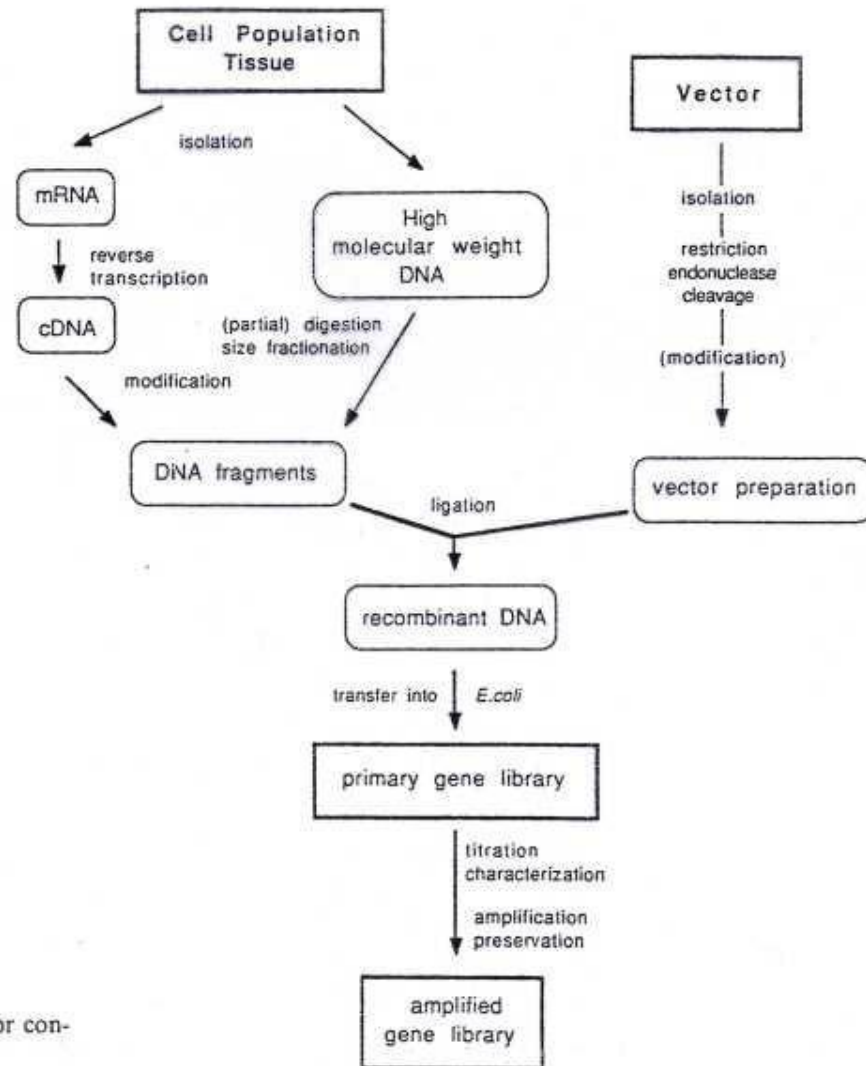 Cell Population
Tissue
Vector
isolation
mRNA
High
molecular weight
DNA
isolation
reverse
transcription
restriction
endonuclease
cleavage
cDNA
(partial) digestion
size fractionation
(modification)
modification
DNA fragments
vector preparation
ligation
recombinant DNA
transfer into E.coli
primary gene library
titration
characterization
amplification
preservation
amplified
gene library
or con-